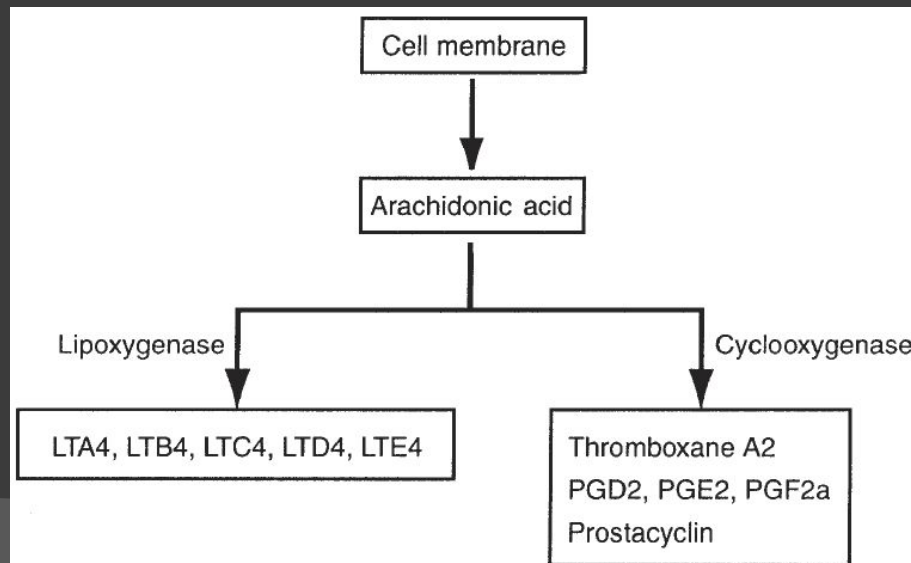 Cell membrane
Arachidonic acid
Lipoxygenase
Cyclooxygenase
LTA4, LTB4, LTC4, LTD4, LTE4
Thromboxane A2
PGD2, PGE2, PGF2a
Prostacyclin